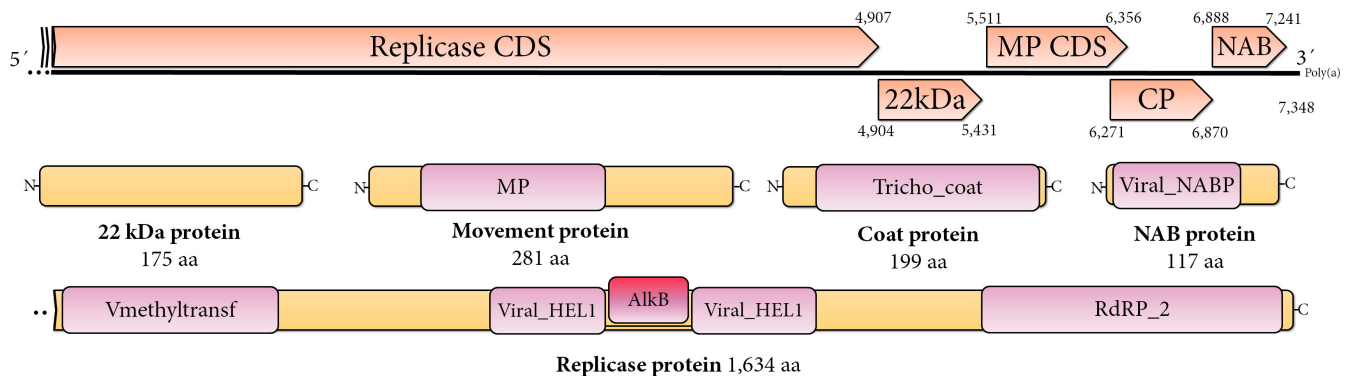 4,907 5,511 6,356 6,888 7,241
Replicase CDS MP CDS NAB
5´ 3´
Poly(a)
22kDa CP 7,348
4,904 5,431 6,271 6,870
N C N MP C N Tricho_coat C N Viral_NABP C
22 kDa protein Movement protein Coat protein NAB protein
175 aa 281 aa 199 aa 117 aa
Vmethyltransf Viral_HEL1 AlkB Viral_HEL1 RdRP_2 C
Replicase protein 1,634 aa